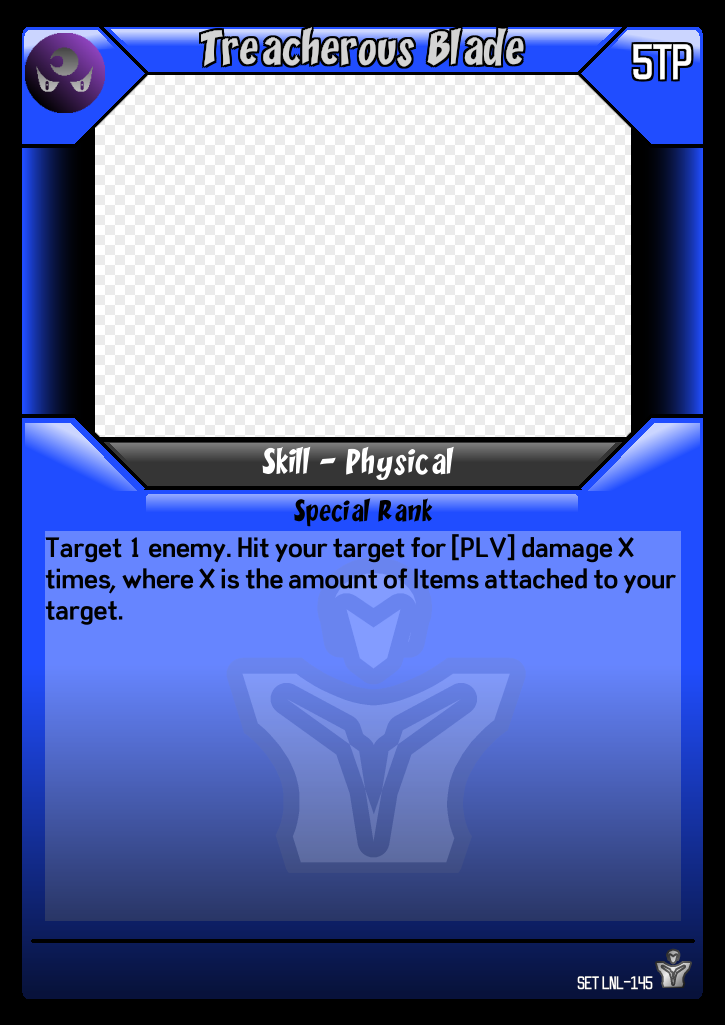 Treacherous Blade
5TP
Skill - Physical
Special Rank
Target 1 enemy. Hit your target for [PLV] damage X
times, where X is the amount of Items attached to your
target.
SET LNL-145